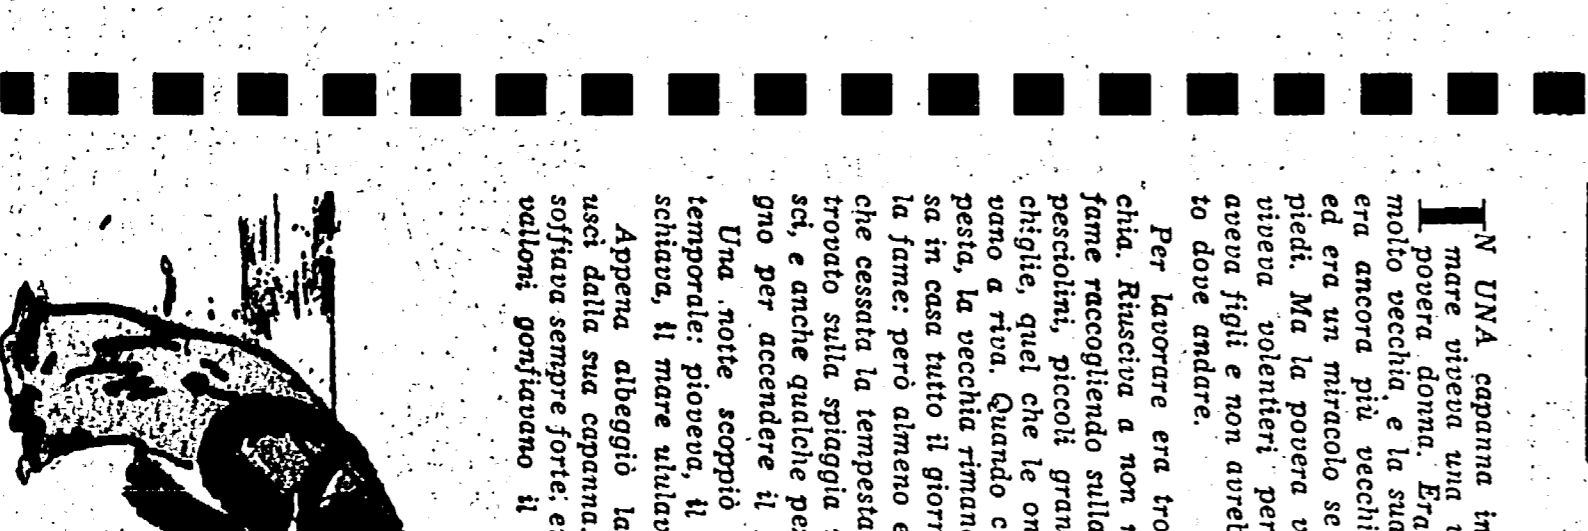 IN UNA capanna in
mare viveva una
povera donna. Era
molto vecchia, e la sua
era ancora più vecchi
ed era un miracolo se
piedi. Ma la povera v
viveva volentieri per
aveva figli e non avreb
to dove andare.
Per lavorare era tro
chia. Riusciva a non
fame raccogliendo sulla
pesciolini, piccoli gran
chiglie, quel che le on
vano a riva. Quando c
pesta, la vecchia riman
sa in casa tutto il giorn
la fame: però almeno e
che cessata la tempesta
trovato sulla spiaggia
sci, e anche qualche pe
gno per accendere il
Una notte scoppiò
temporale: pioveva, il
schiava, il mare ululav
Appena albeggiò la
uscì dalla sua capanna.
soffiava sempre forte: e
valloni gonfiavano il